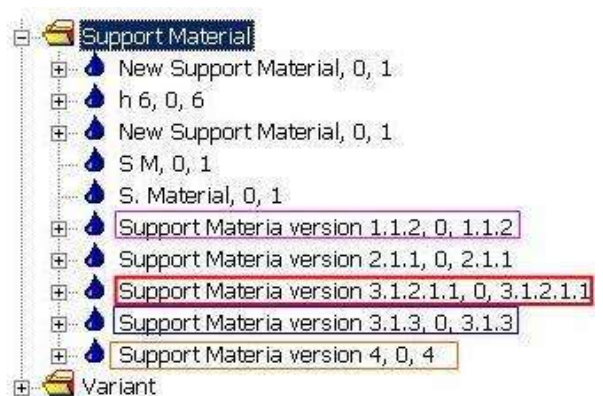 Support Material
New Support Material, 0, 1
h 6, 0, 6
New Support Material, 0, 1
S M, 0, 1
S. Material, 0, 1
Support Materia version 1.1.2, 0, 1.1.2
Support Materia version 2.1.1, 0, 2.1.1
Support Materia version 3.1.2.1.1, 0, 3.1.2.1.1
Support Materia version 3.1.3, 0, 3.1.3
Support Materia version 4, 0, 4
Variant